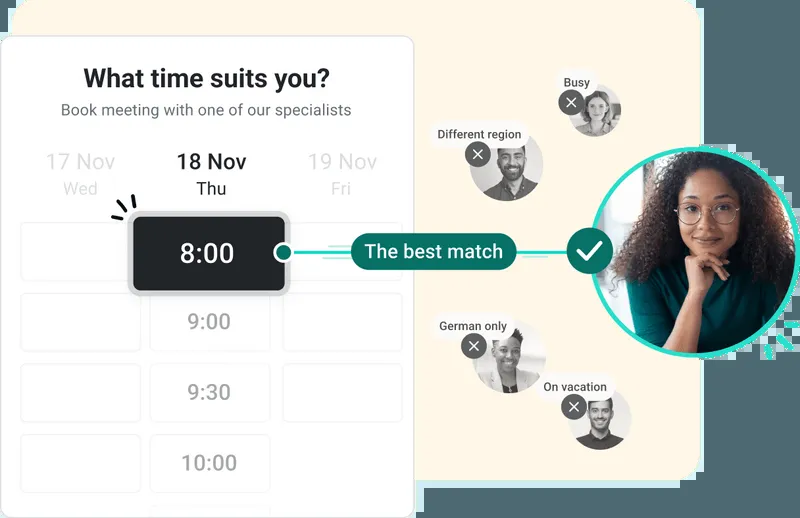 What time suits you?
Book meeting with one of our specialists
17 Nov
Wed
18 Nov
Thu
19 Nov
Fri
8:00
9:00
9:30
10:00
The best match
Busy
Different region
German only
On vacation